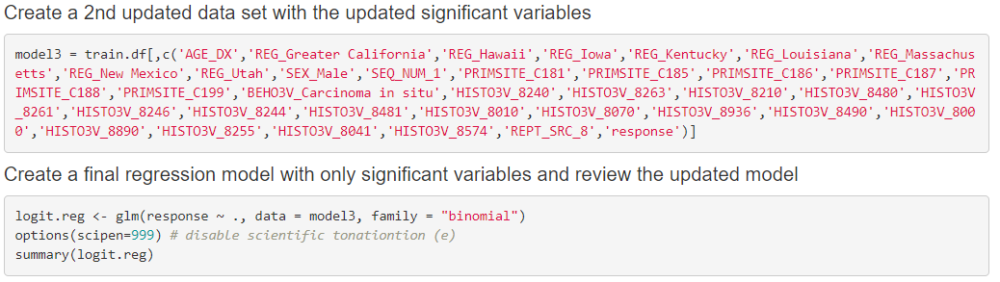 Create a 2nd updated data set with the updated significant variables
model3 = train.df[,c('AGE_DX','REG_Greater California','REG_Hawaii','REG_Iowa','REG_Kentucky','REG_Louisiana','REG_Massachus
etts','REG_New Mexico','REG_Utah','SEX_Male','SEQ_NUM_1','PRIMSITE_C181','PRIMSITE_C185','PRIMSITE_C186','PRIMSITE_C187','PR
IMSITE_C188','PRIMSITE_C199','BEHO3V_Carcinoma in situ','HISTO3V_8240','HISTO3V_8263','HISTO3V_8210','HISTO3V_8480','HISTO3V
_8261','HISTO3V_8246','HISTO3V_8244','HISTO3V_8481','HISTO3V_8010','HISTO3V_8070','HISTO3V_8936','HISTO3V_8490','HISTO3V_800
0','HISTO3V_8890','HISTO3V_8255','HISTO3V_8041','HISTO3V_8574','REPT_SRC_8','response')]
Create a final regression model with only significant variables and review the updated model
logit.reg <- glm(response ~ ., data = model3, family = "binomial")
options(scipen=999) # disable scientific tonationtion (e)
summary(logit.reg)